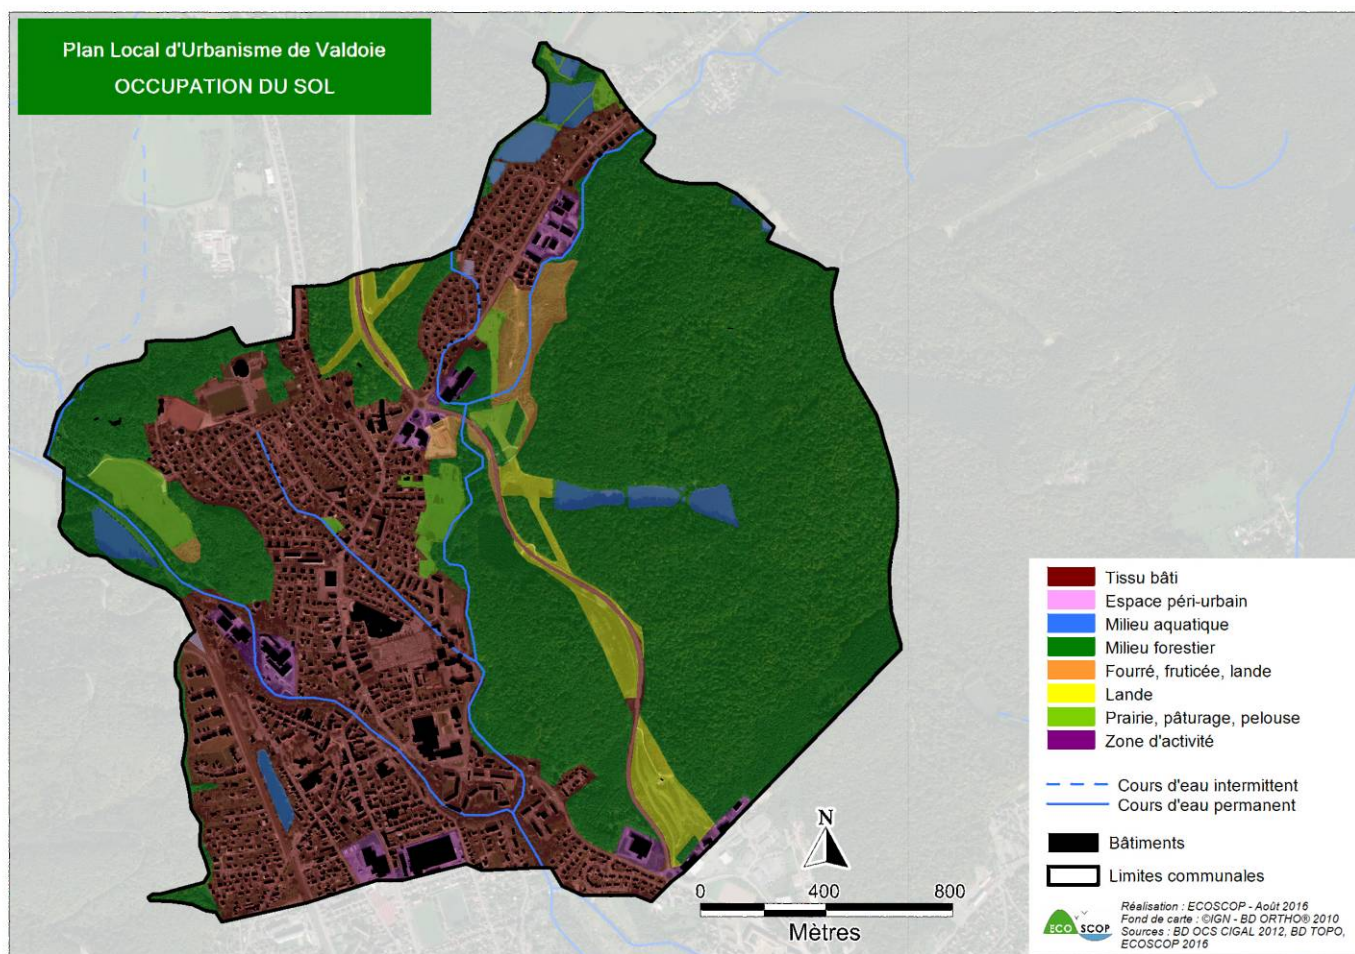 Plan Local d'Urbanisme de Valdoie
OCCUPATION DU SOL
Tissu bâti
Espace péri-urbain
Milieu aquatique
Milieu forestier
Fourré, fruticée, lande
Lande
Prairie, pâturage, pelouse
Zone d'activité
Cours d'eau intermittent
Cours d'eau permanent
Bâtiments
Limites communales
N
0 400 800
Mètres
ECO SCOP
Réalisation : ECOSCOP - Août 2016
Fond de carte : ©IGN - BD ORTHO® 2010
Sources : BD OCS CIGAL 2012, BD TOPO,
ECOSCOP 2016